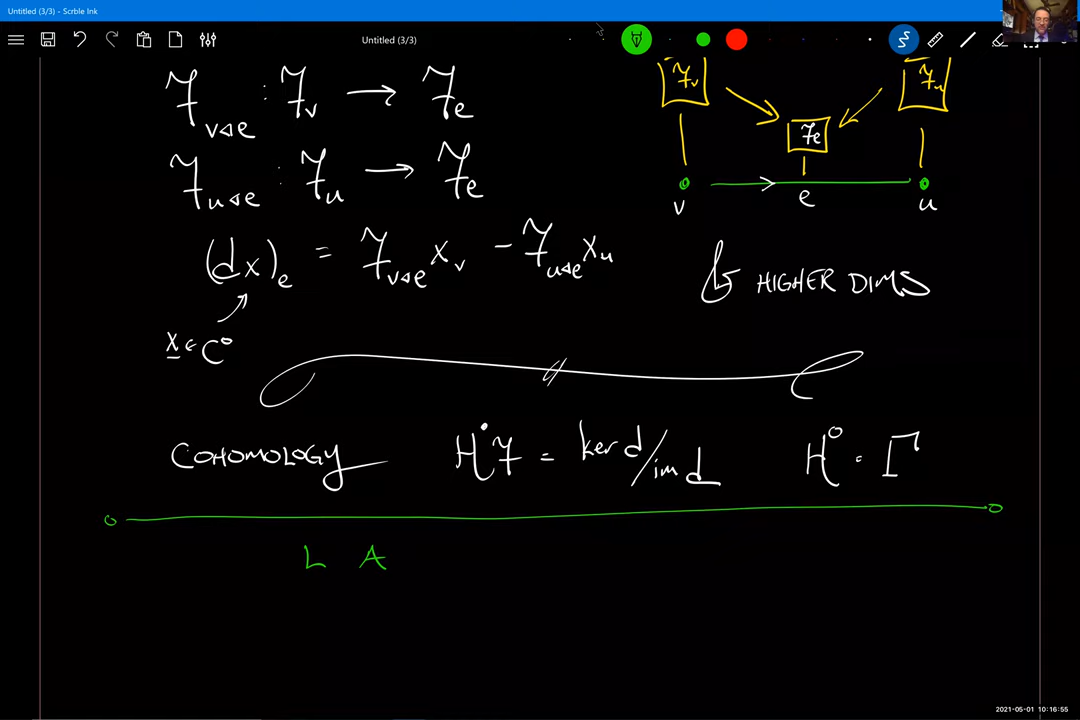 Untitled (3/3) - Scrble Ink
Untitled (3/3)
ℱ_{v⊲e} : ℱ_v → ℱ_e
ℱ_{u⊲e} : ℱ_u → ℱ_e
(dx)_e = ℱ_{v⊲e} x_v - ℱ_{u⊲e} x_u
x ∈ C⁰
ℱ_v
ℱ_u
ℱ_e
v
e
u
& HIGHER DIMS
COHOMOLOGY H^•ℱ = ker d / im d H⁰ = Γ
L A
2021-05-01 10:16:55